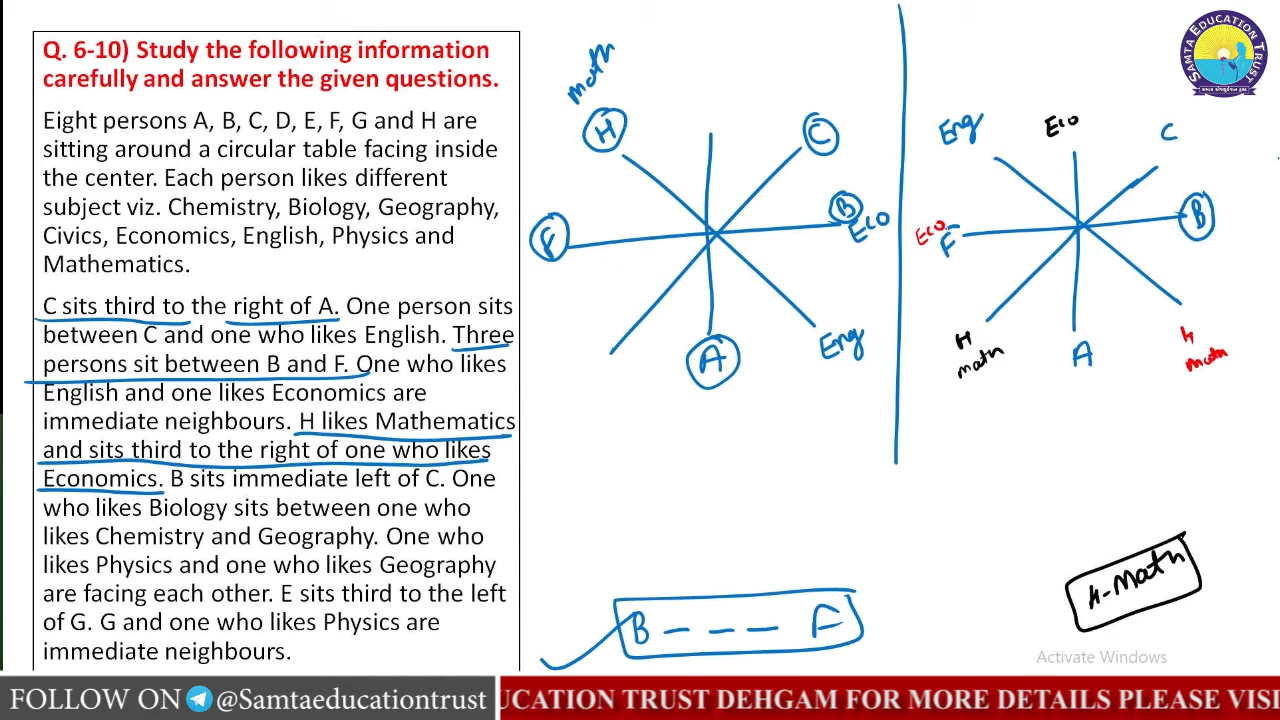 Q. 6-10) Study the following information
carefully and answer the given questions.
Eight persons A, B, C, D, E, F, G and H are
sitting around a circular table facing inside
the center. Each person likes different
subject viz. Chemistry, Biology, Geography,
Civics, Economics, English, Physics and
Mathematics.
C sits third to the right of A. One person sits
between C and one who likes English. Three
persons sit between B and F. One who likes
English and one likes Economics are
immediate neighbours. H likes Mathematics
and sits third to the right of one who likes
Economics. B sits immediate left of C. One
who likes Biology sits between one who
likes Chemistry and Geography. One who
likes Physics and one who likes Geography
are facing each other. E sits third to the left
of G. G and one who likes Physics are
immediate neighbours.
math
H
C
B
Eco
F
A
Eng
B - - - F
Eng
Eco
C
Eco
F
B
H
math
A
H
math
H-Math
SAMTA EDUCATION TRUST
Activate Windows
FOLLOW ON @Samtaeducationtrust
UCATION TRUST DEHGAM FOR MORE DETAILS PLEASE VISI